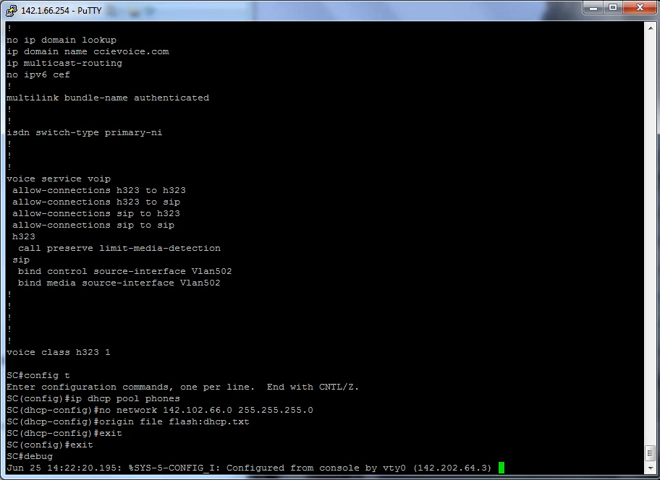 142.1.66.254 - PuTTY
!
no ip domain lookup
ip domain name ccievoice.com
ip multicast-routing
no ipv6 cef
!
multilink bundle-name authenticated
!
!
isdn switch-type primary-ni
!
!
!
voice service voip
allow-connections h323 to h323
allow-connections h323 to sip
allow-connections sip to h323
allow-connections sip to sip
h323
call preserve limit-media-detection
sip
bind control source-interface Vlan502
bind media source-interface Vlan502
!
!
!
!
!
voice class h323 1
SC#config t
Enter configuration commands, one per line.  End with CNTL/Z.
SC(config)#ip dhcp pool phones
SC(dhcp-config)#no network 142.102.66.0 255.255.255.0
SC(dhcp-config)#origin file flash:dhcp.txt
SC(dhcp-config)#exit
SC(config)#exit
SC#debug
Jun 25 14:22:20.195: %SYS-5-CONFIG_I: Configured from console by vty0 (142.202.64.3)